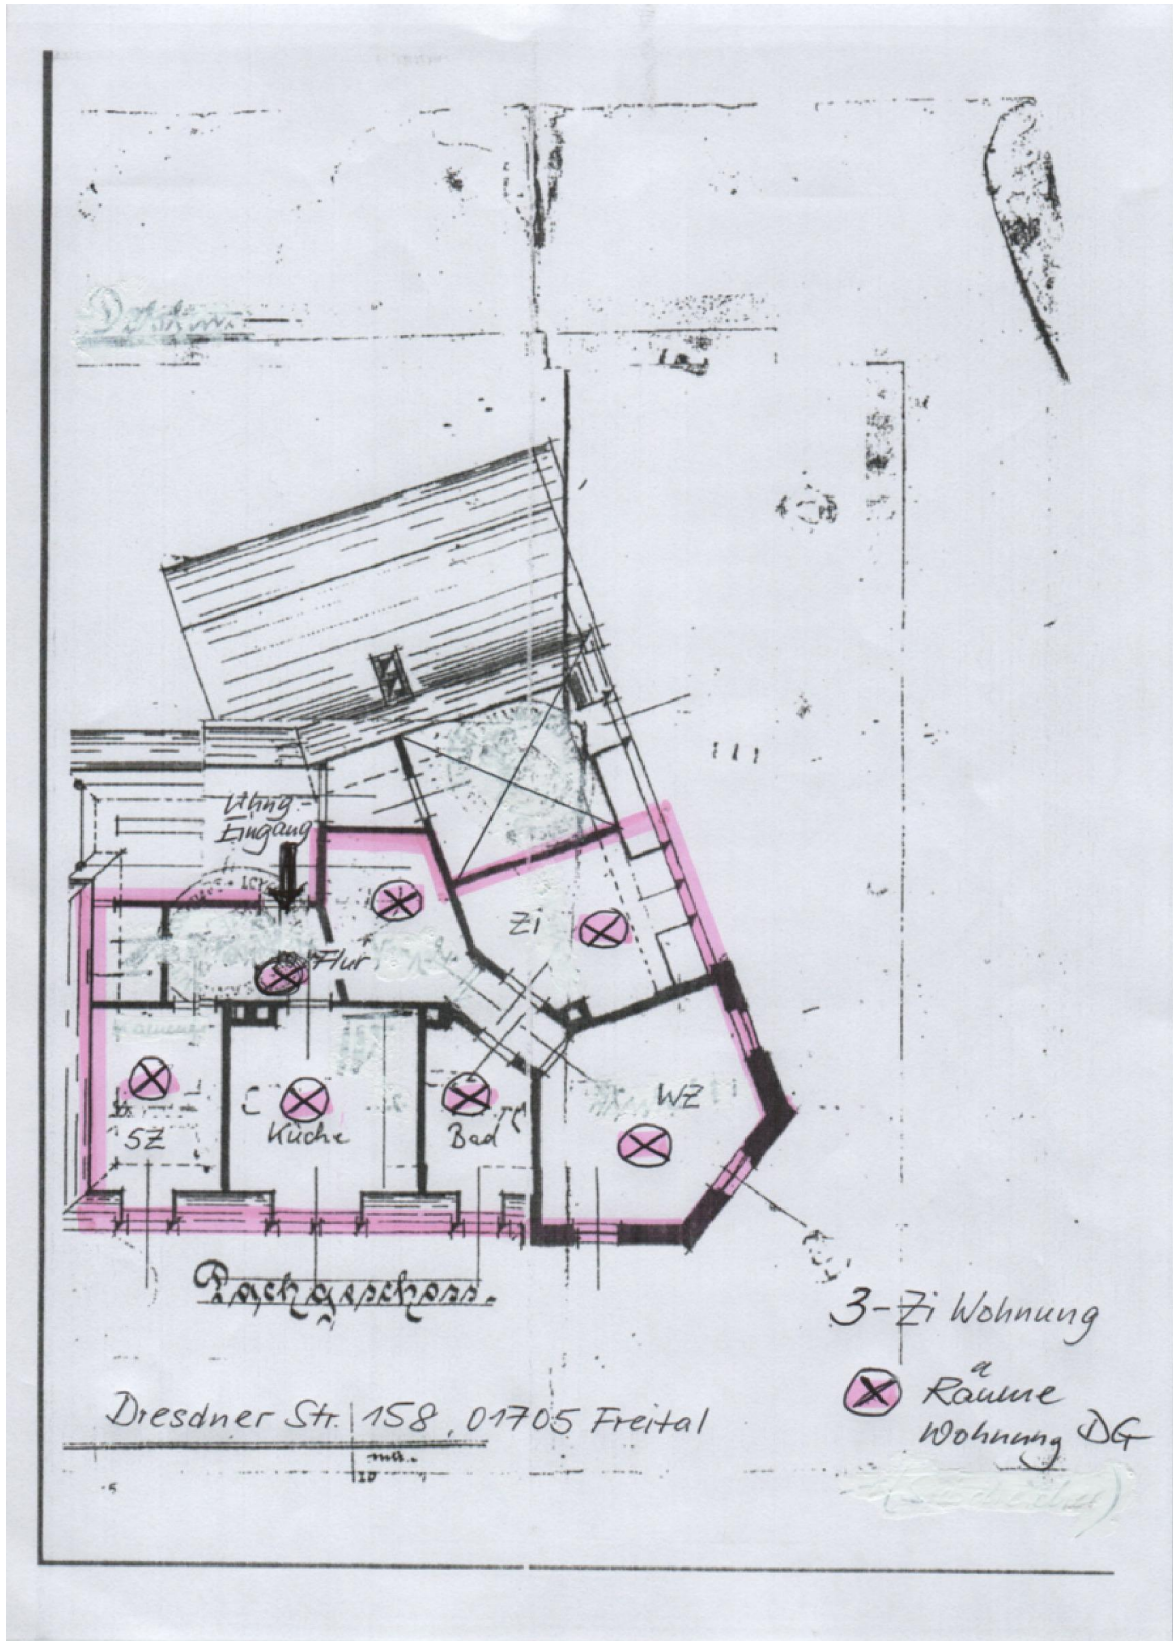 Whng-
Eingang
Zi
Flur
WZ
SZ
Küche
Bad
Dachgeschoss.
3-Zi Wohnung
Räume
Wohnung DG
Dresdner Str. 158, 01705 Freital